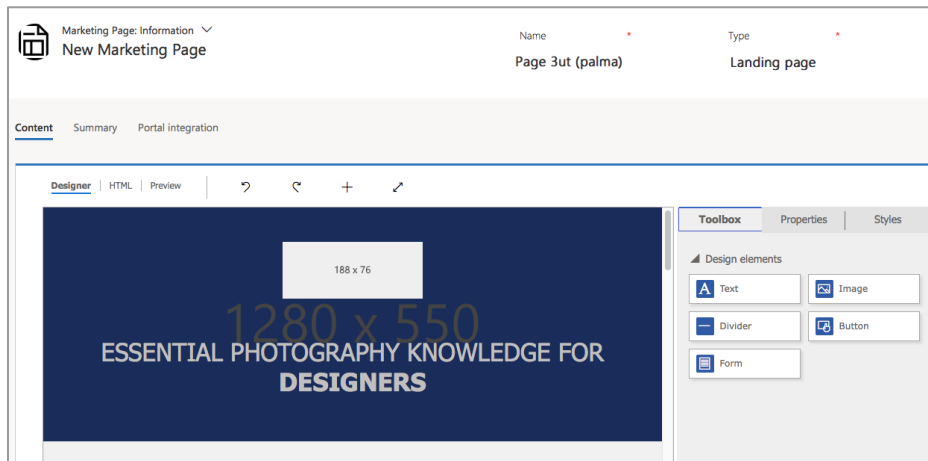 Marketing Page: Information
New Marketing Page
Name *
Page 3ut (palma)
Type *
Landing page
Content Summary Portal integration
Designer | HTML | Preview
Toolbox Properties Styles
188 x 76
1280 x 550
ESSENTIAL PHOTOGRAPHY KNOWLEDGE FOR
DESIGNERS
Design elements
Text Image
Divider Button
Form